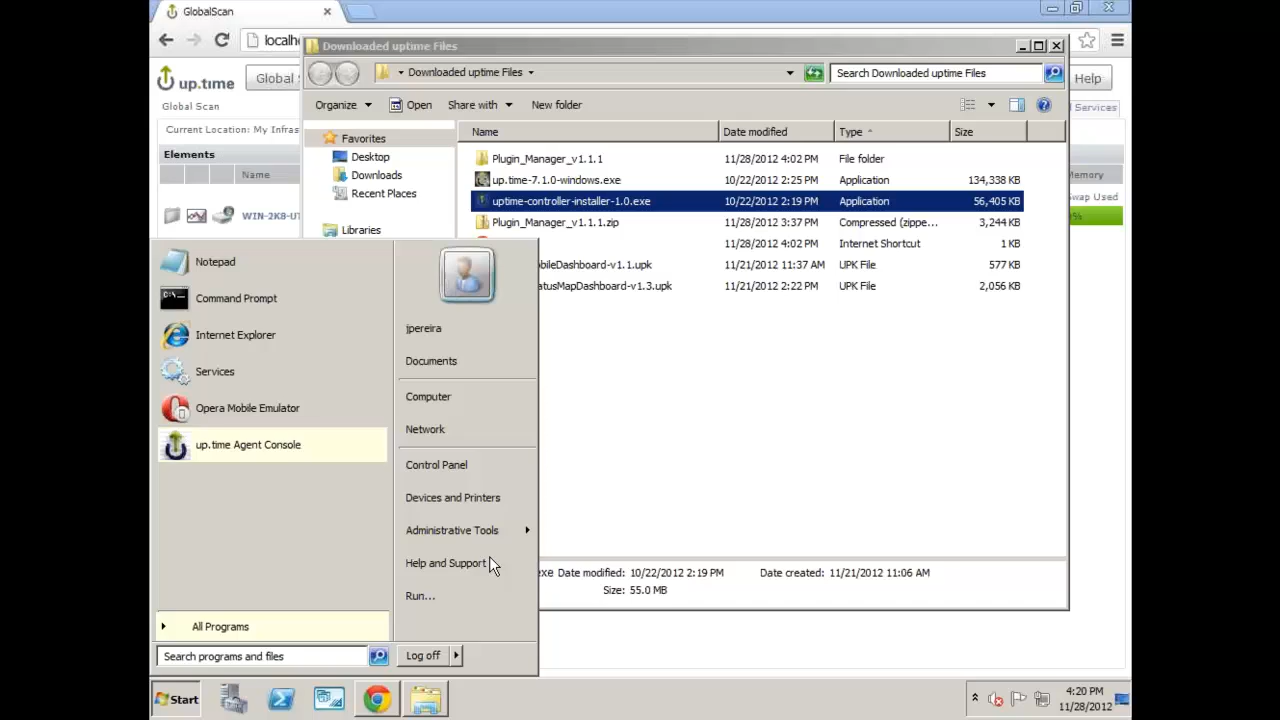 GlobalScan
localh
Downloaded uptime Files
Downloaded uptime Files
Search Downloaded uptime Files
up.time
Global
Help
Global Scan
Services
Current Location: My Infras
Elements
Name
Memory
Swap Used
WIN-2K8-UT
%
Organize
Open
Share with
New folder
Name Date modified Type Size
Favorites
Desktop
Downloads
Recent Places
Libraries
Plugin_Manager_v1.1.1 11/28/2012 4:02 PM File folder
up.time-7.1.0-windows.exe 10/22/2012 2:25 PM Application 134,338 KB
uptime-controller-installer-1.0.exe 10/22/2012 2:19 PM Application 56,405 KB
Plugin_Manager_v1.1.1.zip 11/28/2012 3:37 PM Compressed (zippe... 3,244 KB
11/28/2012 4:02 PM Internet Shortcut 1 KB
bileDashboard-v1.1.upk 11/21/2012 11:37 AM UPK File 577 KB
atusMapDashboard-v1.3.upk 11/21/2012 2:22 PM UPK File 2,056 KB
xe Date modified: 10/22/2012 2:19 PM Date created: 11/21/2012 11:06 AM
Size: 55.0 MB
Notepad
Command Prompt
C:\_
Internet Explorer
Services
Opera Mobile Emulator
up.time Agent Console
All Programs
Search programs and files
jpereira
Documents
Computer
Network
Control Panel
Devices and Printers
Administrative Tools
Help and Support
Run...
Log off
Start
4:20 PM
11/28/2012